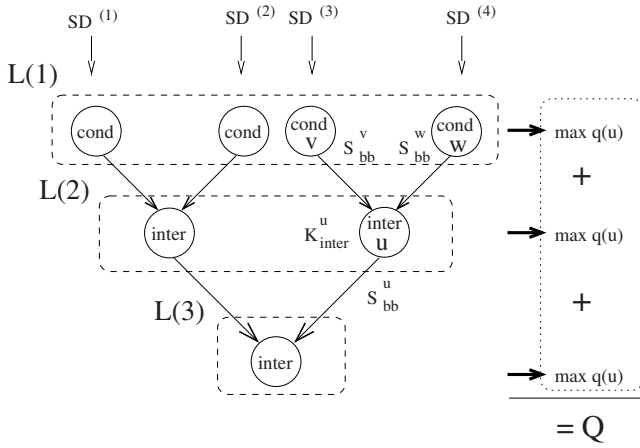 SD (1)
SD (2)
SD (3)
SD (4)
L(1)
cond
cond
cond
v
S v bb
S w bb
cond
w
max q(u)
+
L(2)
inter
K u inter
inter
u
max q(u)
L(3)
S u bb
+
inter
max q(u)
= Q